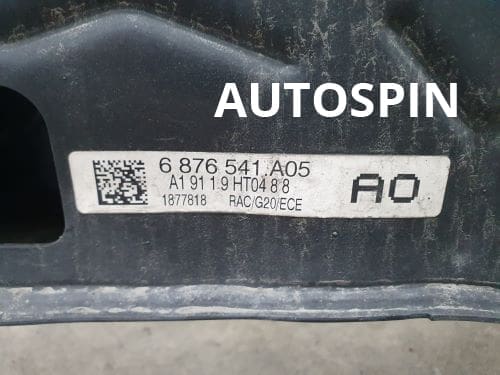 AUTOSPIN
6 876 541.A05
A1 91 1.9 HT04 8 8
1877818 RAC/G20/ECE
AO